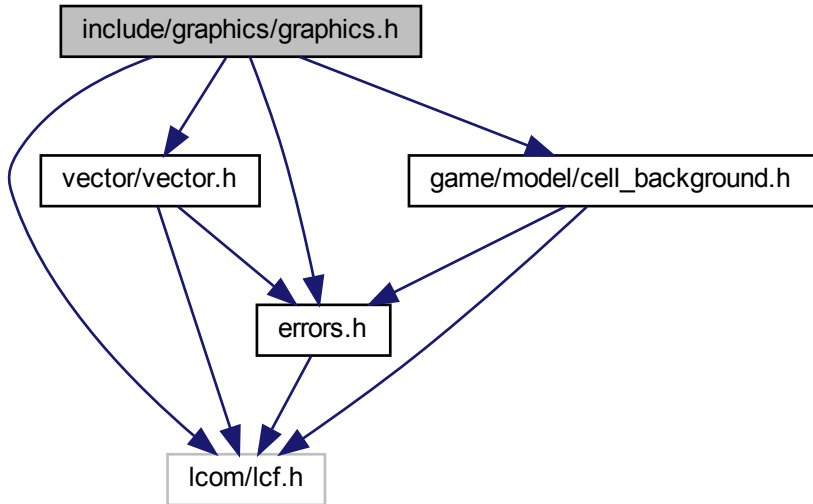 include/graphics/graphics.h
vector/vector.h
game/model/cell_background.h
errors.h
lcom/lcf.h